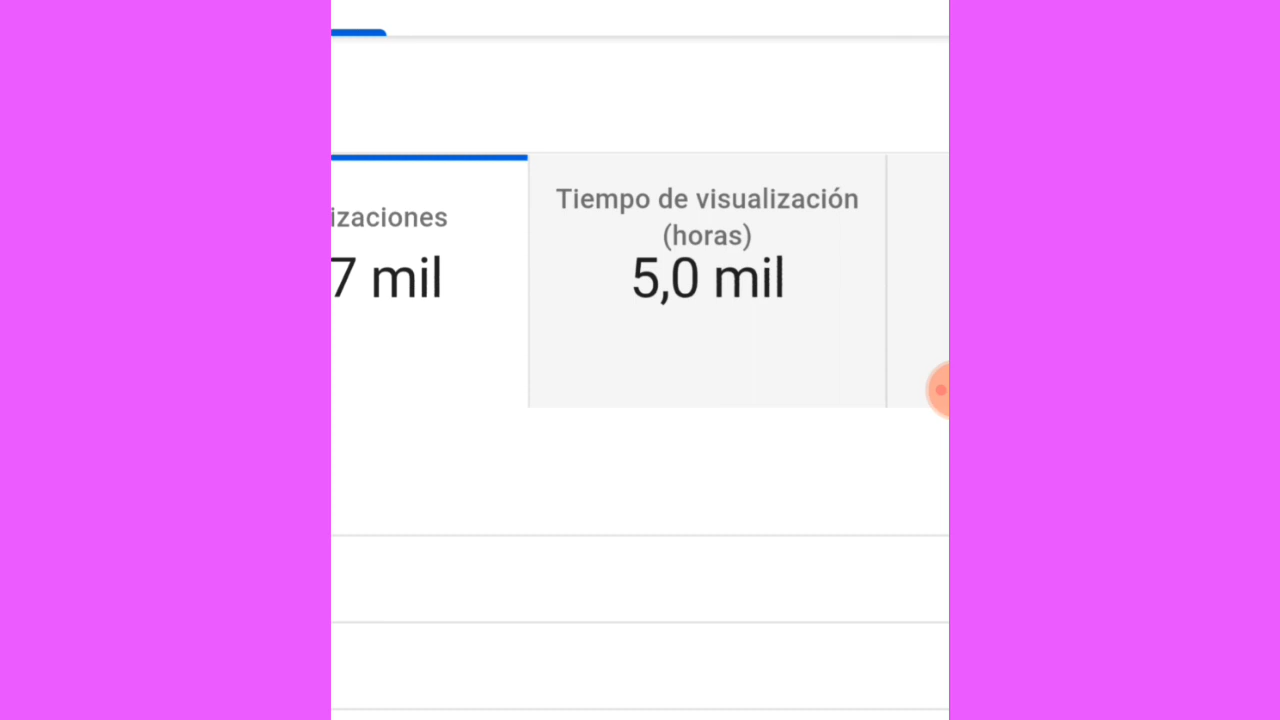 izaciones
7 mil
Tiempo de visualización
(horas)
5,0 mil